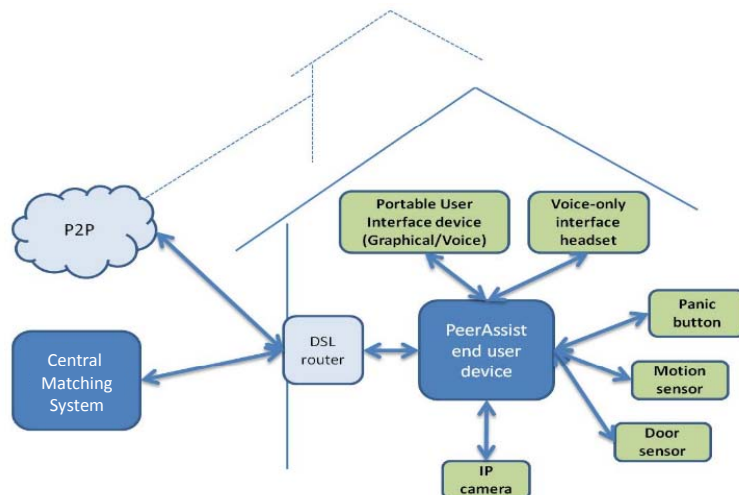 P2P
Central
Matching
System
DSL
router
Portable User
Interface device
(Graphical/Voice)
Voice-only
interface
headset
PeerAssist
end user
device
Panic
button
Motion
sensor
Door
sensor
IP
camera